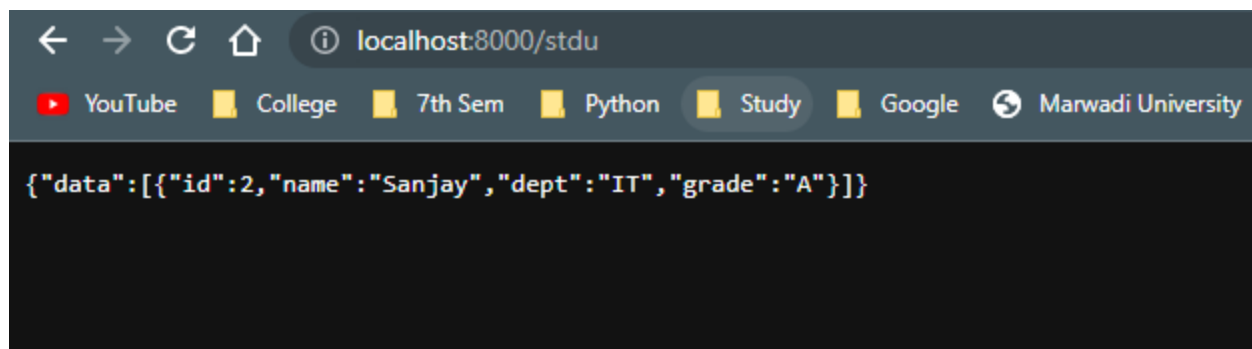 localhost:8000/stdu
YouTube College 7th Sem Python Study Google Marwadi University
{"data":[{"id":2,"name":"Sanjay","dept":"IT","grade":"A"}]}